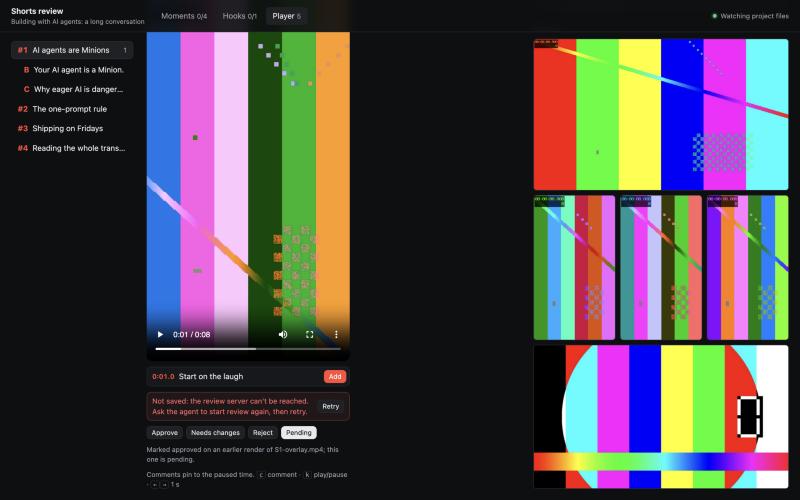 Shorts review
Building with AI agents: a long conversation
Moments 0/4
Hooks 0/1
Player 5
Watching project files
#1 AI agents are Minions 1
B Your AI agent is a Minion.
C Why eager AI is danger...
#2 The one-prompt rule
#3 Shipping on Fridays
#4 Reading the whole trans...
0:01 / 0:08
0:01.0 Start on the laugh
Add
Not saved: the review server can't be reached.
Ask the agent to start review again, then retry.
Retry
Approve
Needs changes
Reject
Pending
Marked approved on an earlier render of S1-overlay.mp4; this
one is pending.
Comments pin to the paused time. c comment · k play/pause
· ← → 1 s